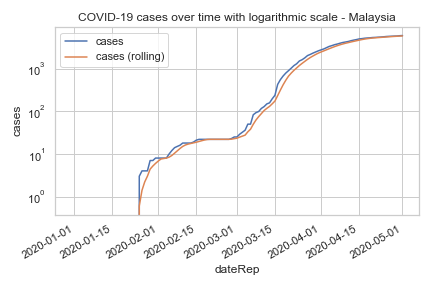 COVID-19 cases over time with logarithmic scale - Malaysia
cases
cases (rolling)
10³
10²
10¹
10⁰
cases
2020-01-01
2020-01-15
2020-02-01
2020-02-15
2020-03-01
2020-03-15
2020-04-01
2020-04-15
2020-05-01
dateRep